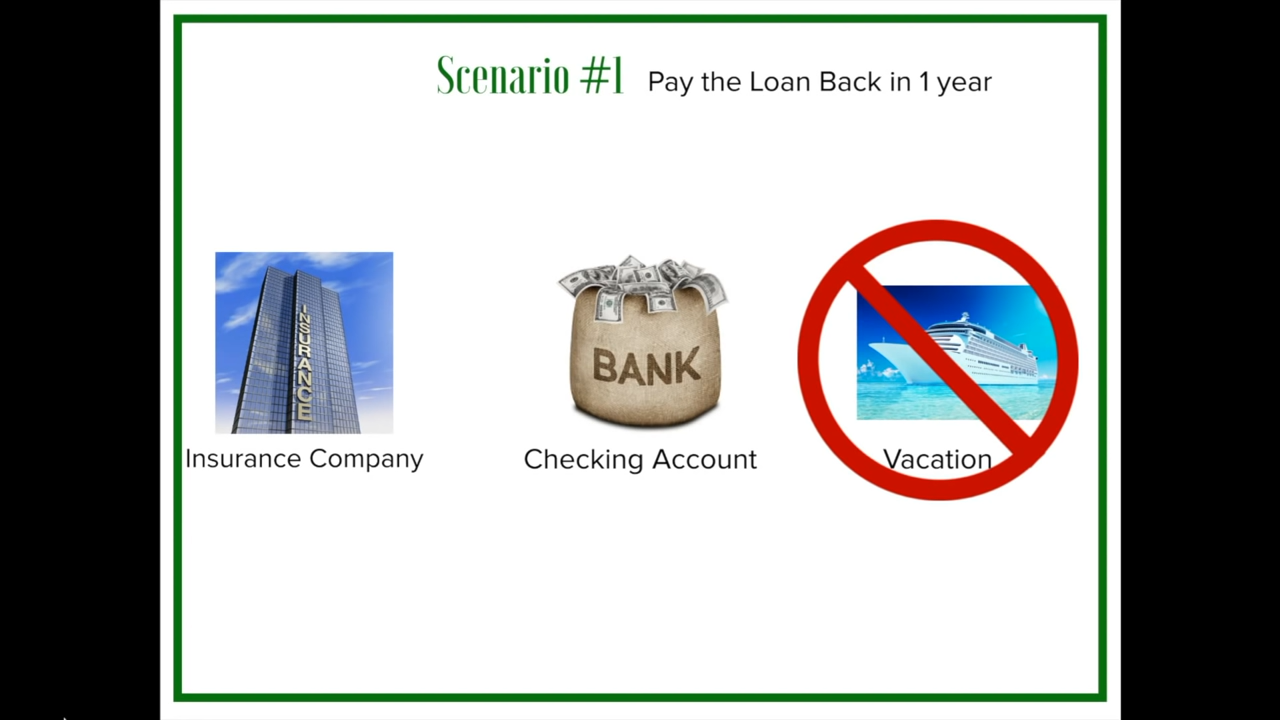 Scenario #1 Pay the Loan Back in 1 year
INSURANCE
BANK
Insurance Company
Checking Account
Vacation